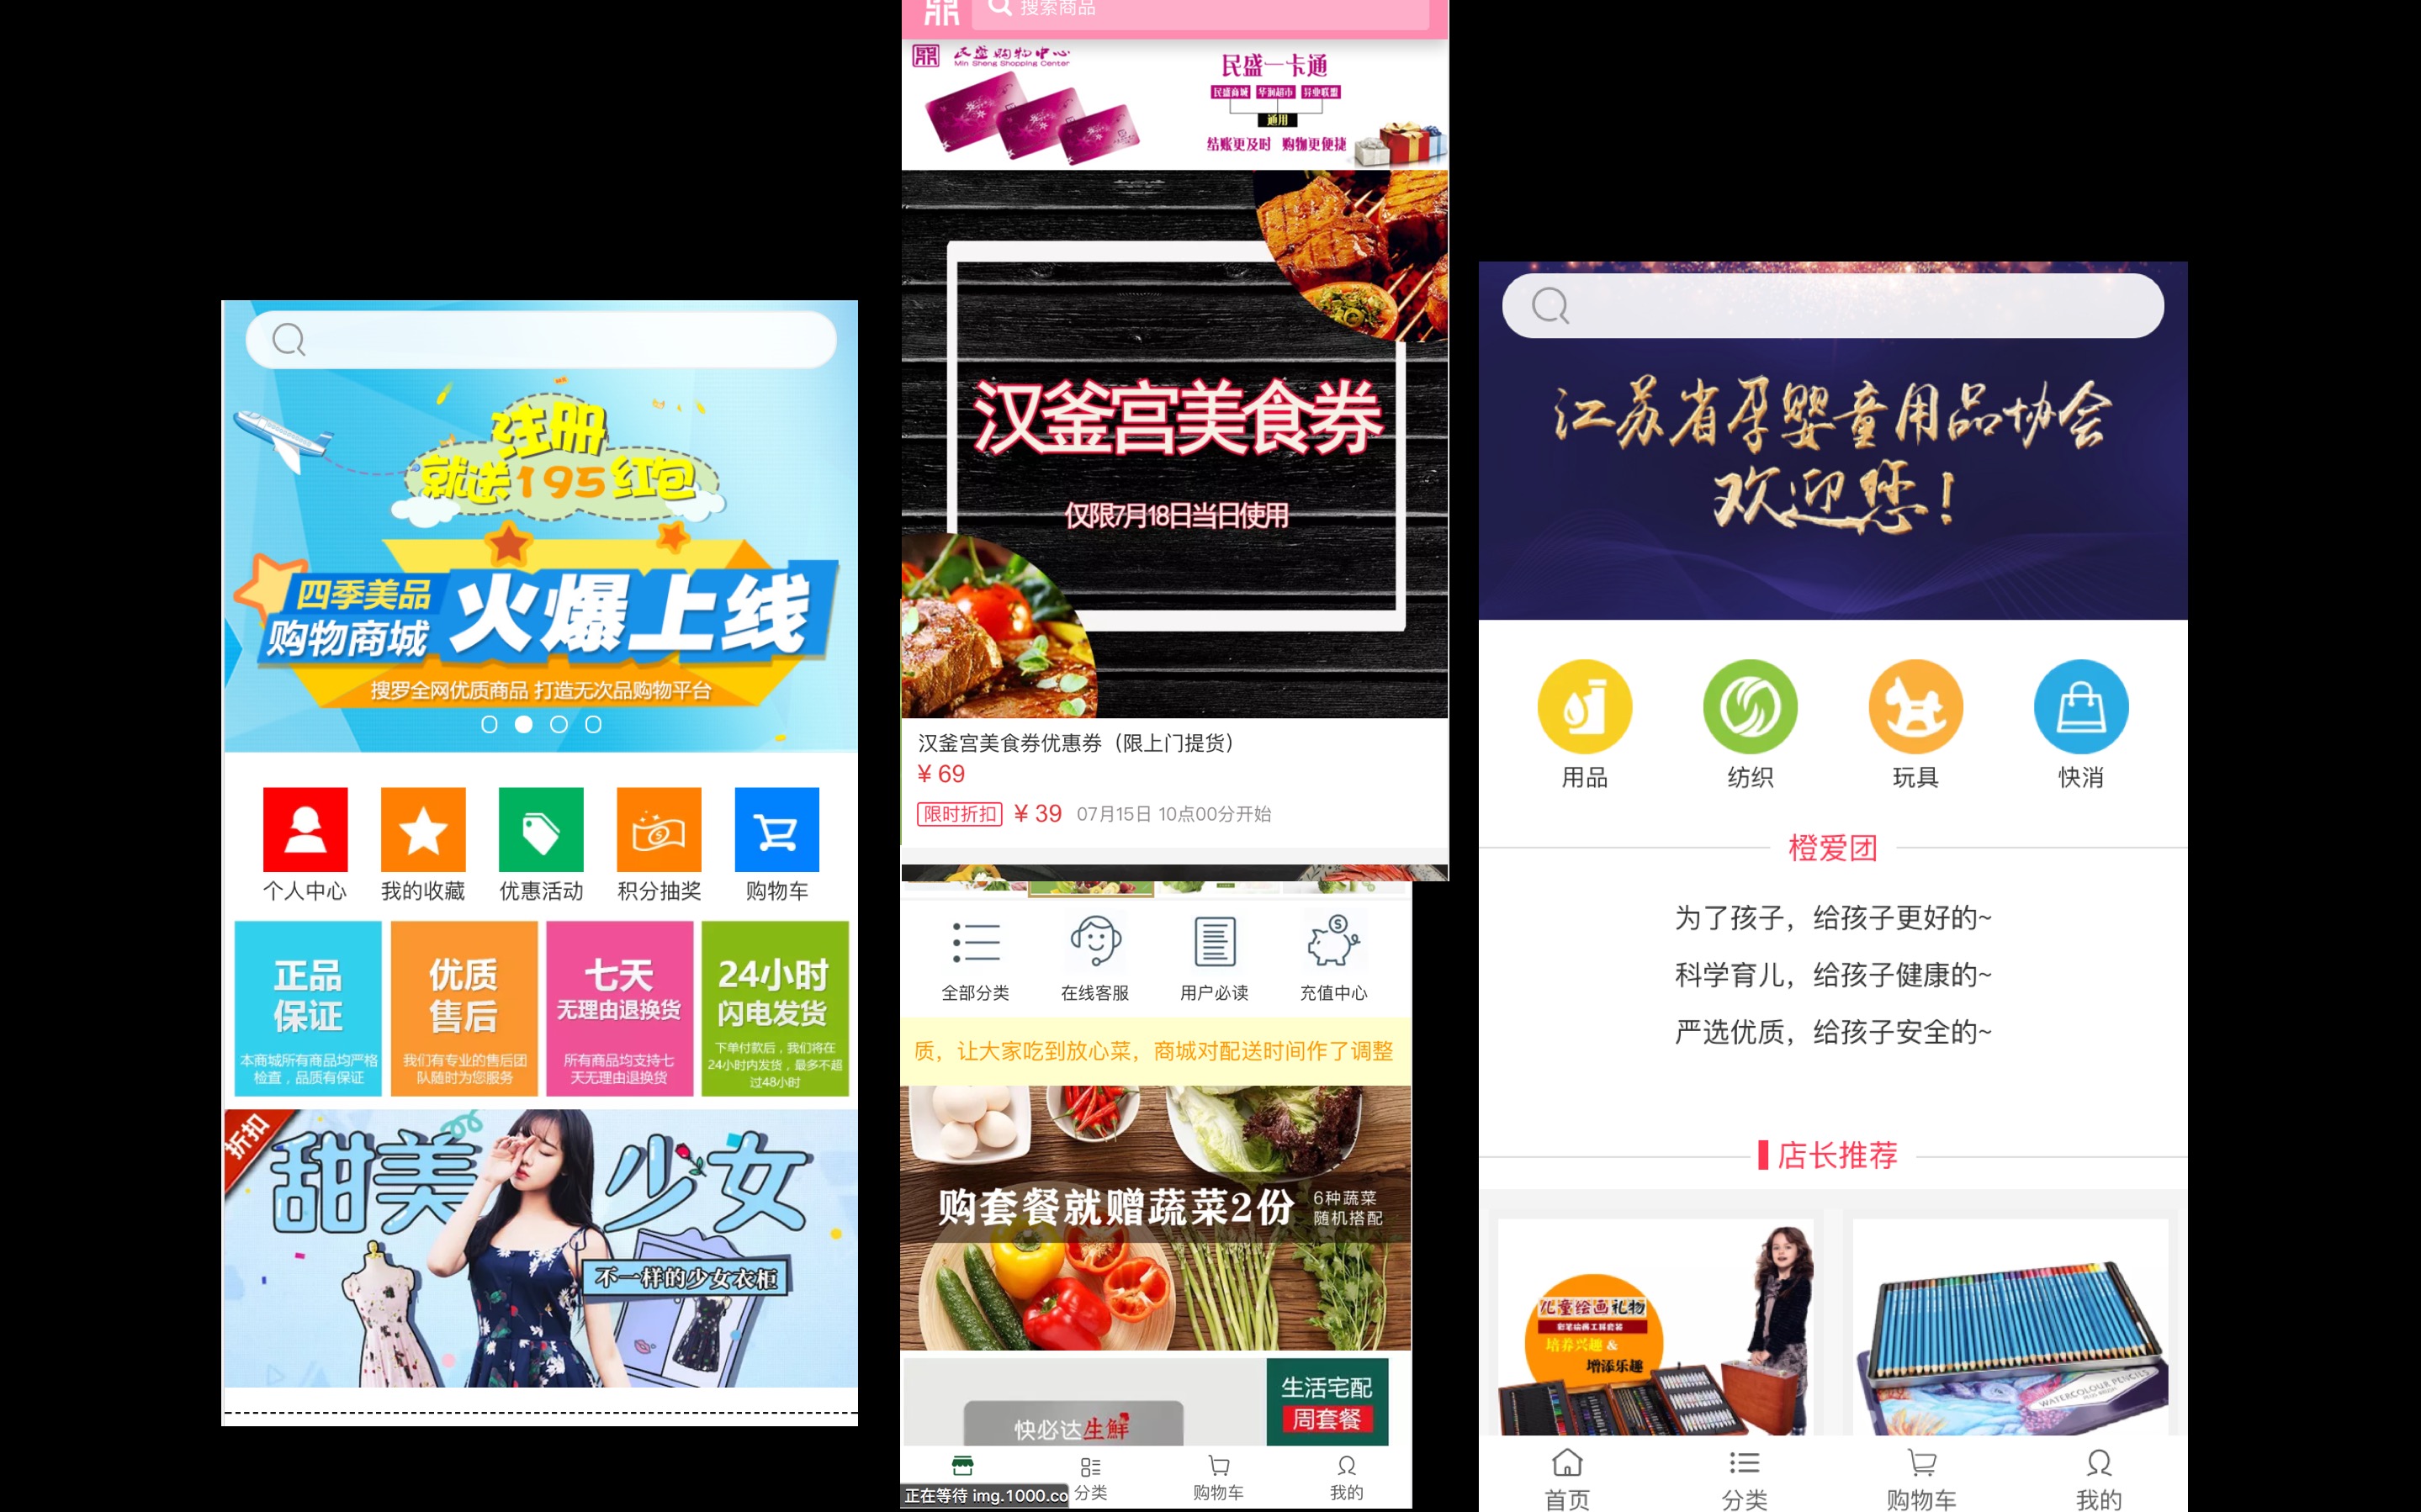 注册
就送195红包
四季美品
购物商城
火爆上线
搜罗全网优质商品 打造无次品购物平台
个人中心
我的收藏
优惠活动
积分抽奖
购物车
正品
保证
本商城所有商品均严格
检查，品质有保证
优质
售后
我们有专业的售后团
队随时为您服务
七天
无理由退换货
所有商品均支持七
天无理由退换货
24小时
闪电发货
下单付款后，我们将在
24小时内发货，最多不超
过48小时
折扣
甜美少女
不一样的少女衣柜
搜索商品
民盛购物中心
Min Sheng Shopping Center
民盛一卡通
民盛商城 华润超市 异业联盟
通用
结账更及时 购物更便捷
汉釜宫美食券
仅限7月18日当日使用
汉釜宫美食券优惠券（限上门提货）
¥ 69
限时折扣 ¥ 39 07月15日 10点00分开始
全部分类
在线客服
用户必读
充值中心
质，让大家吃到放心菜，商城对配送时间作了调整
购套餐就赠蔬菜2份
6种蔬菜
随机搭配
快必达生鲜
生活宅配
周套餐
正在等待 img.1000.co
分类
购物车
我的
江苏省孕婴童用品协会
欢迎您！
用品
纺织
玩具
快消
橙爱团
为了孩子，给孩子更好的~
科学育儿，给孩子健康的~
严选优质，给孩子安全的~
店长推荐
儿童绘画礼物
彩笔绘画工具套装
培养兴趣 &
增添乐趣
WATERCOLOUR PENCILS
首页
分类
购物车
我的